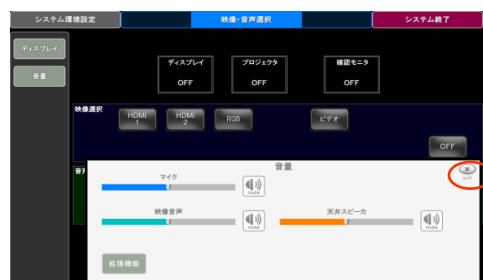 システム環境設定
映像・音声選択
システム終了
ディスプレイ
音量
ディスプレイ
OFF
プロジェクタ
OFF
確認モニタ
OFF
映像選択
HDMI
1
HDMI
2
RGB
ビデオ
OFF
音量
マイク
mute
映像音声
mute
天井スピーカ
mute
拡張機能